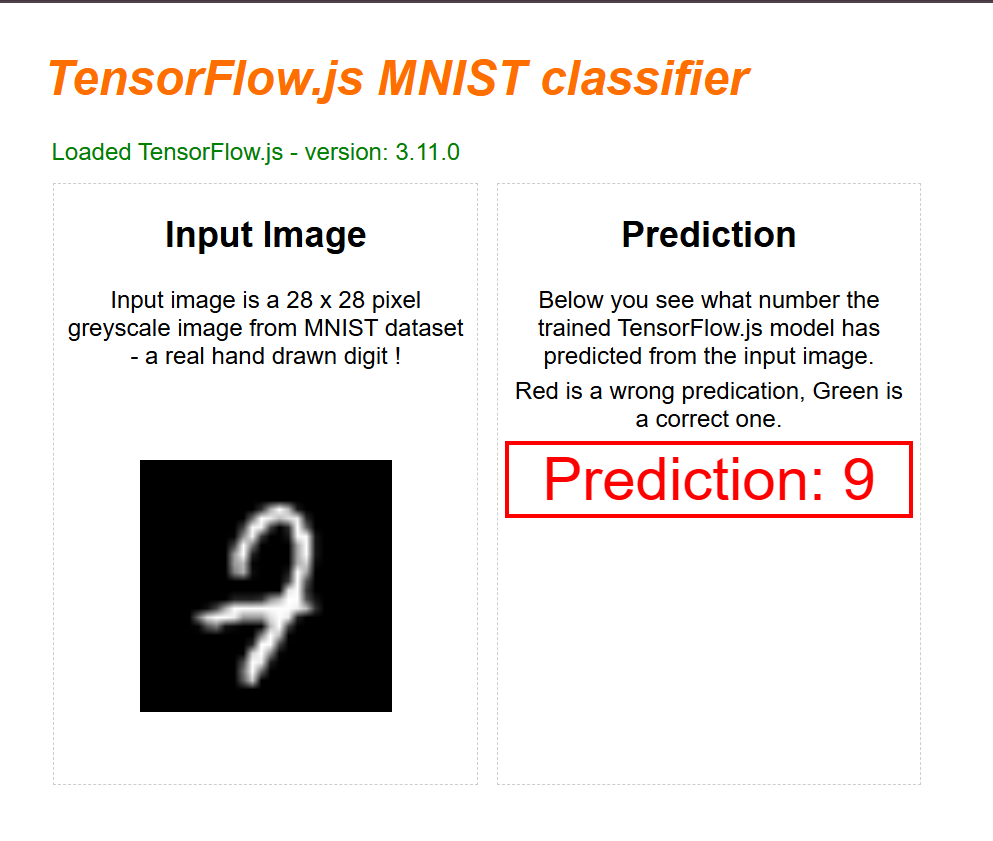 TensorFlow.js MNIST classifier
Loaded TensorFlow.js - version: 3.11.0
Input Image
Input image is a 28 x 28 pixel
greyscale image from MNIST dataset
- a real hand drawn digit !
Prediction
Below you see what number the
trained TensorFlow.js model has
predicted from the input image.
Red is a wrong predication, Green is
a correct one.
Prediction: 9